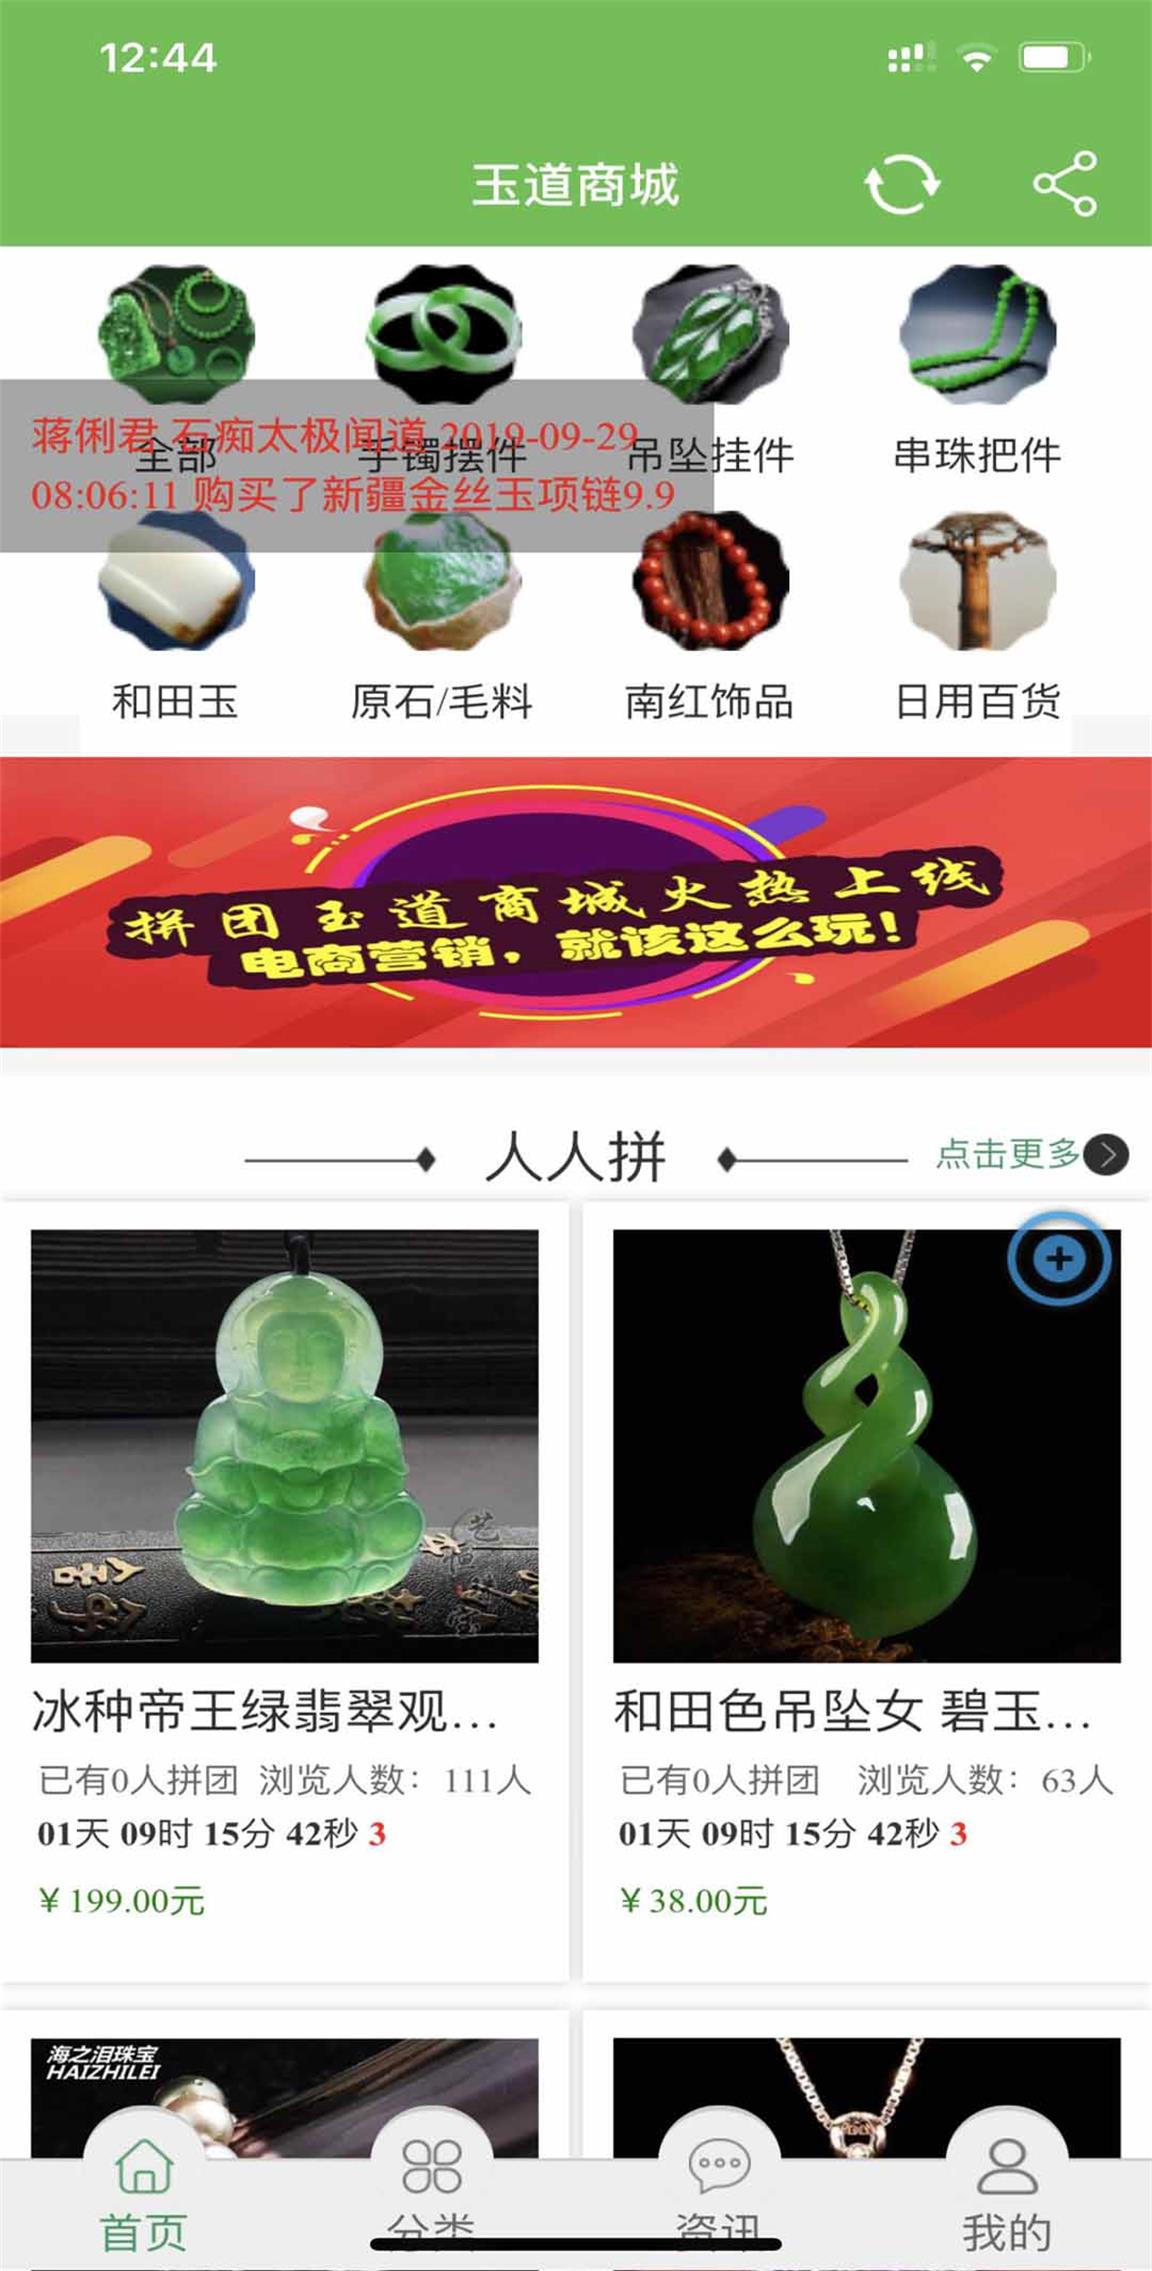 12:44
玉道商城
蒋俐君 石痴太极闻道 2019-09-29
08:06:11 购买了新疆金丝玉项链9.9
全部 手镯摆件 吊坠挂件 串珠把件
和田玉 原石/毛料 南红饰品 日用百货
拼团玉道商城火热上线
电商营销，就该这么玩!
人人拼
点击更多
冰种帝王绿翡翠观...
已有0人拼团 浏览人数：111人
01天 09时 15分 42秒 3
￥199.00元
和田色吊坠女 碧玉...
已有0人拼团 浏览人数：63人
01天 09时 15分 42秒 3
￥38.00元
海之泪珠宝
HAIZHILEI
首页 分类 资讯 我的